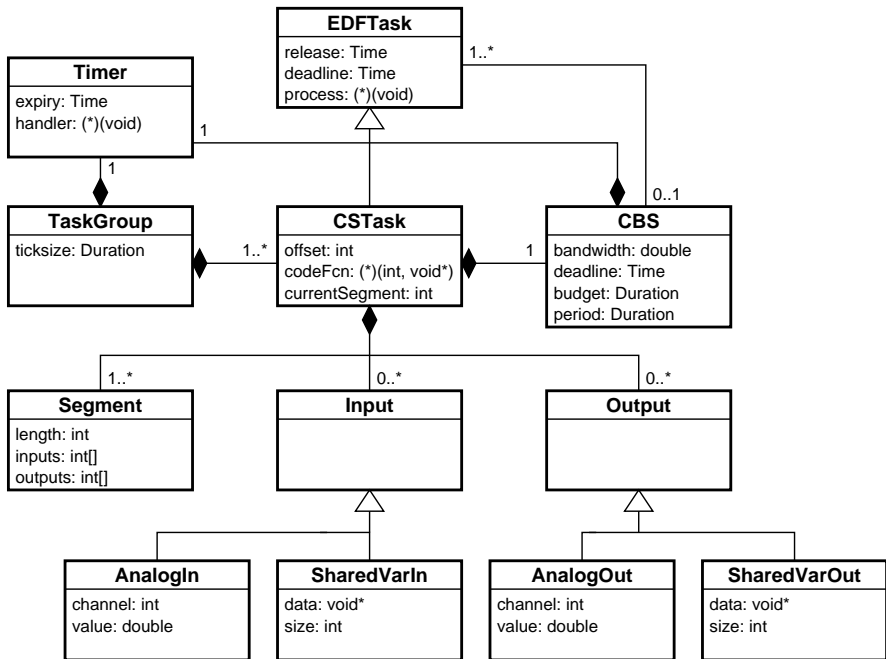 EDFTask
release: Time
deadline: Time
process: (*)(void)
1..*
Timer
expiry: Time
handler: (*)(void)
1
1
0..1
TaskGroup
ticksize: Duration
1..*
CSTask
offset: int
codeFcn: (*)(int, void*)
currentSegment: int
1
CBS
bandwidth: double
deadline: Time
budget: Duration
period: Duration
1..*
0..*
0..*
Segment
length: int
inputs: int[]
outputs: int[]
Input
Output
AnalogIn
channel: int
value: double
SharedVarIn
data: void*
size: int
AnalogOut
channel: int
value: double
SharedVarOut
data: void*
size: int